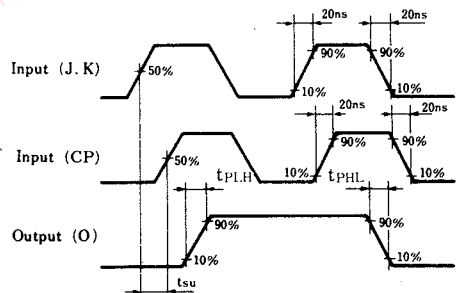 20ns 20ns
Input (J.K) 50% 90% 90%
10% 10%
20ns 20ns
Input (CP) 50% 90% 90%
10% 10%
tPLH tPHL
Output (O) 90% 90%
10% 10%
tsu